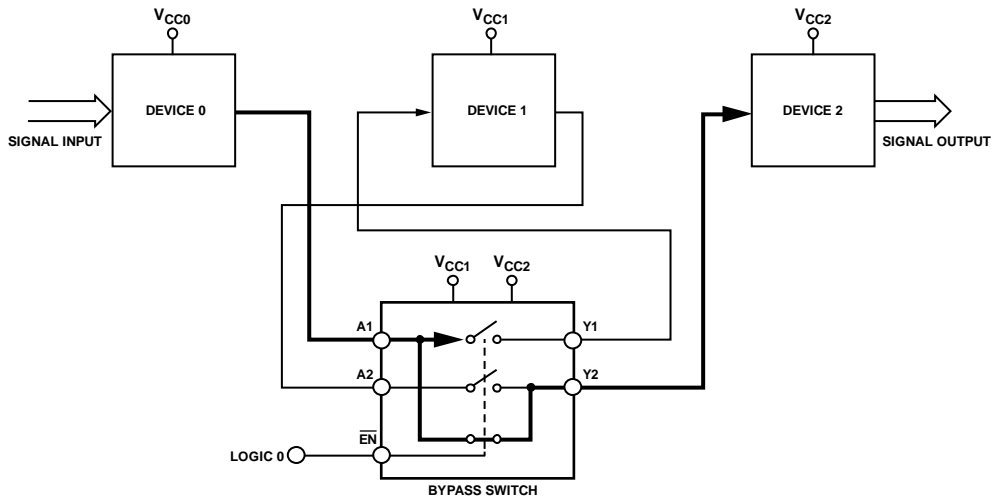 VCC0
VCC1
VCC2
DEVICE 0
DEVICE 1
DEVICE 2
SIGNAL INPUT
SIGNAL OUTPUT
VCC1
VCC2
A1
Y1
A2
Y2
EN
LOGIC 0
BYPASS SWITCH